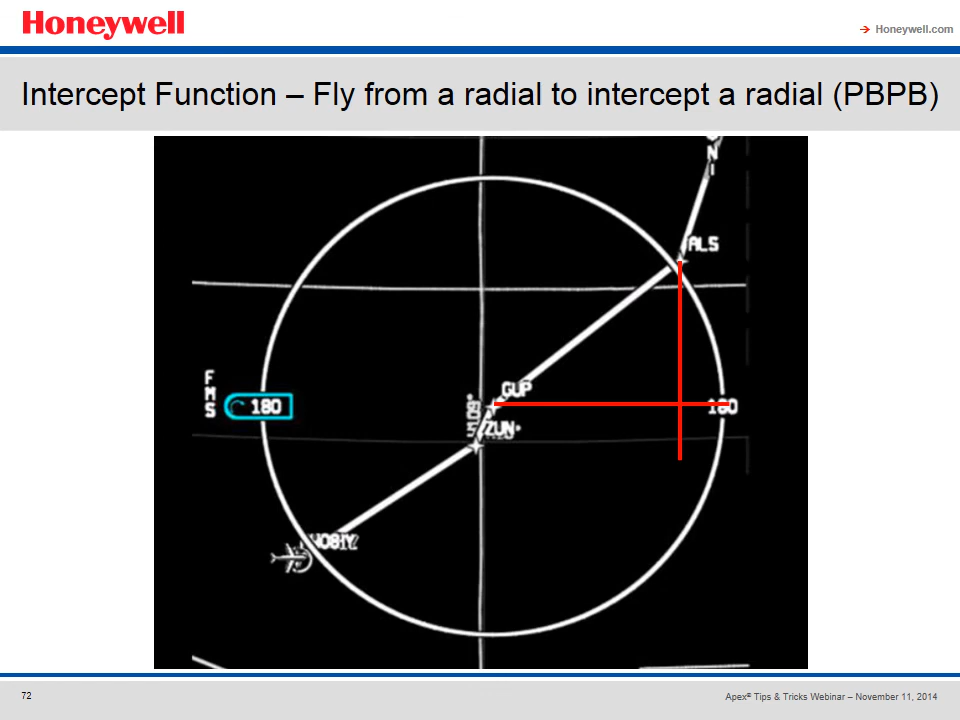 Honeywell
Honeywell.com
Intercept Function – Fly from a radial to intercept a radial (PBPB)
N
ALS
FMS
180
GUP
180
ZUN
72
Apex® Tips & Tricks Webinar – November 11, 2014